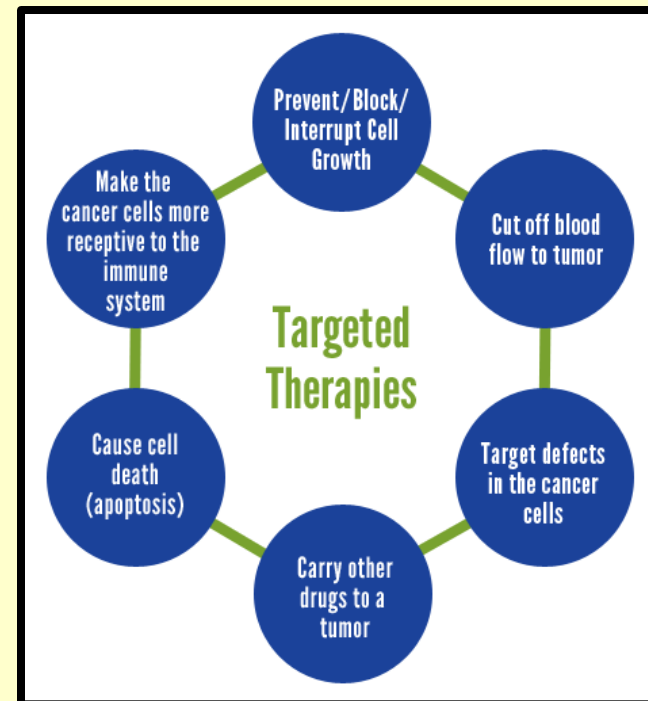 Prevent/Block/
Interrupt Cell
Growth
Cut off blood
flow to tumor
Target defects
in the cancer
cells
Carry other
drugs to a
tumor
Cause cell
death
(apoptosis)
Make the
cancer cells more
receptive to the
immune
system
Targeted
Therapies